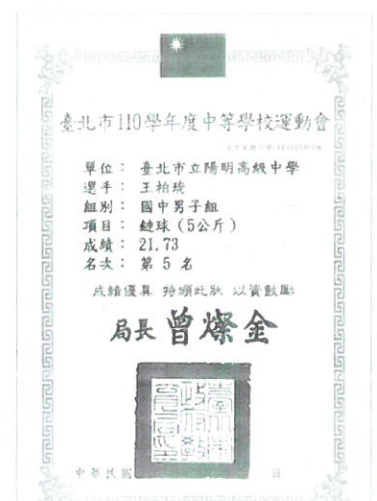 臺北市110學年度中等學校運動會
單位： 臺北市立陽明高級中學
選手： 王柏琦
組別： 國中男子組
項目： 鏈球（5公斤）
成績： 21.73
名次： 第 5 名
成績優異 特頒此狀 以資鼓勵
局長 曾燦金
中華民國
日